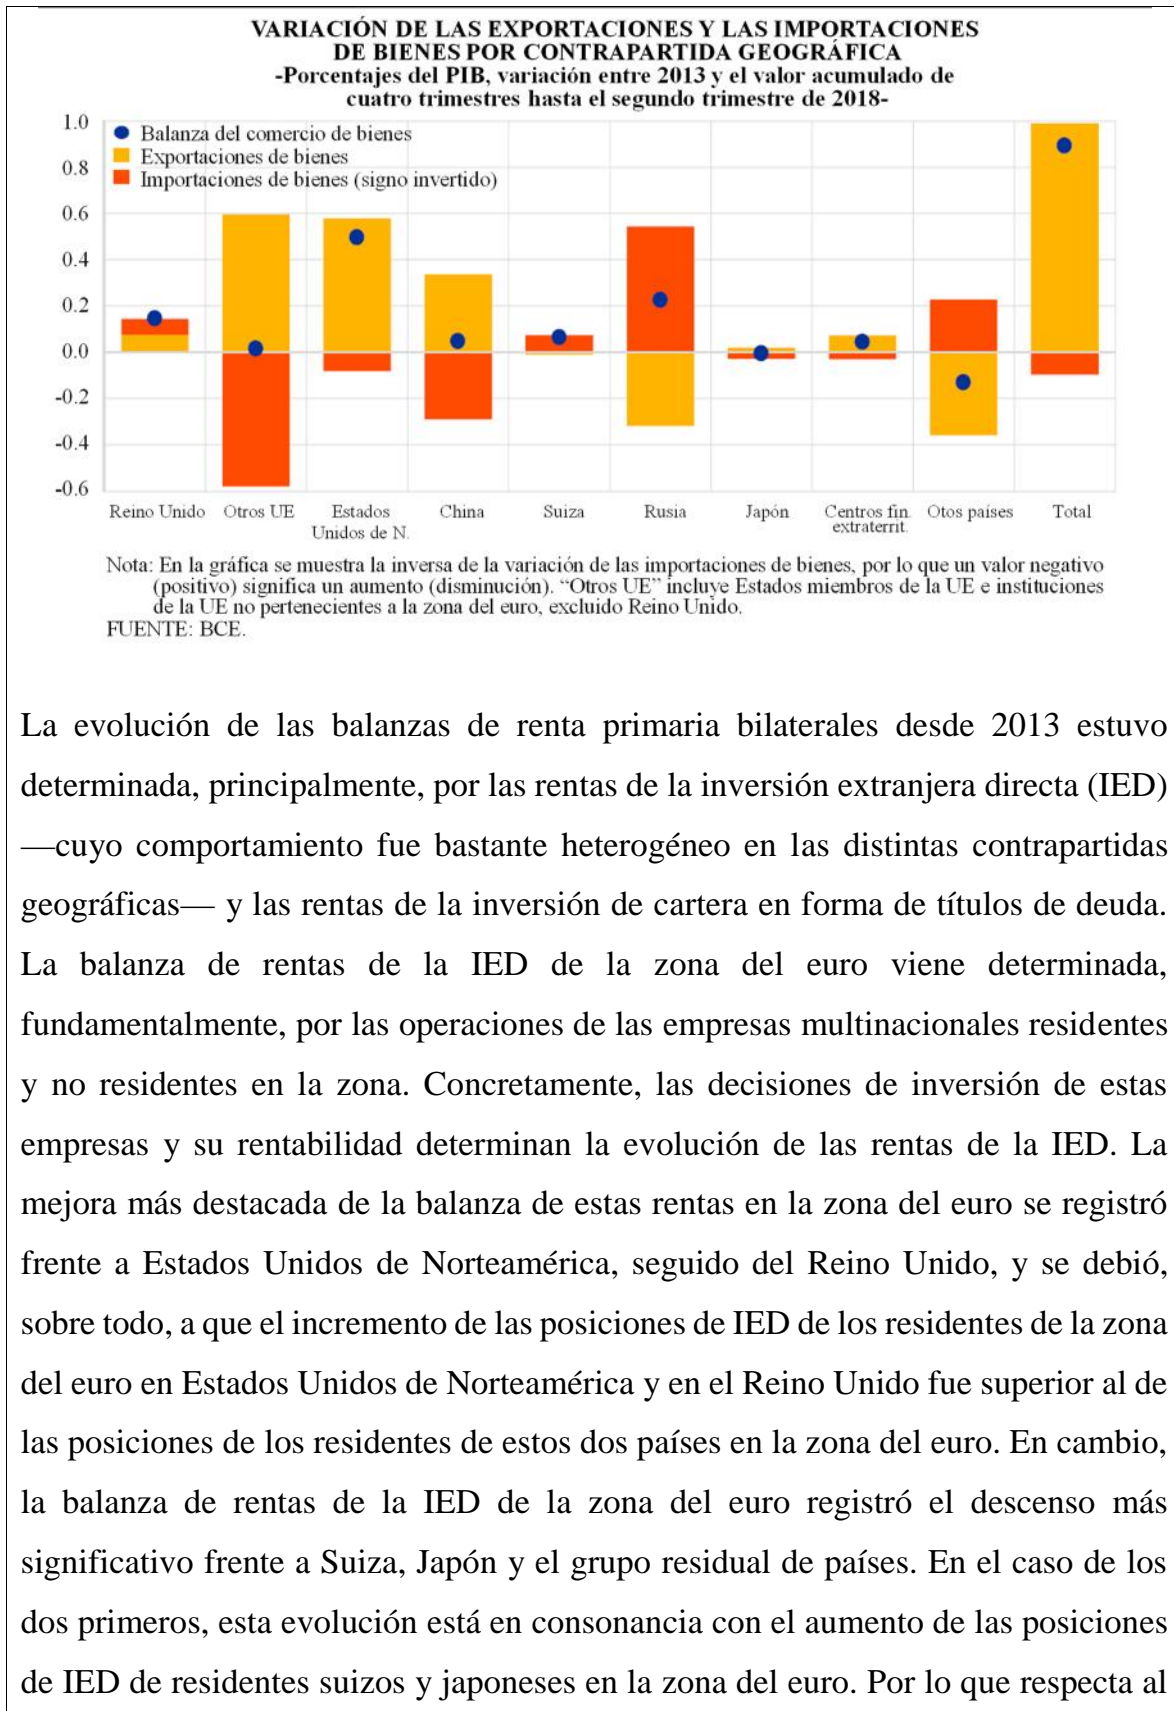 VARIACIÓN DE LAS EXPORTACIONES Y LAS IMPORTACIONES
DE BIENES POR CONTRAPARTIDA GEOGRÁFICA
-Porcentajes del PIB, variación entre 2013 y el valor acumulado de
cuatro trimestres hasta el segundo trimestre de 2018-
1.0
0.8
0.6
0.4
0.2
0.0
-0.2
-0.4
-0.6
Balanza del comercio de bienes
Exportaciones de bienes
Importaciones de bienes (signo invertido)
Reino Unido Otros UE Estados China Suiza Rusia Japón Centros fin. Otos países Total
Unidos de N. extraterrit.
Nota: En la gráfica se muestra la inversa de la variación de las importaciones de bienes, por lo que un valor negativo
(positivo) significa un aumento (disminución). “Otros UE” incluye Estados miembros de la UE e instituciones
de la UE no pertenecientes a la zona del euro, excluido Reino Unido.
FUENTE: BCE.
La evolución de las balanzas de renta primaria bilaterales desde 2013 estuvo
determinada, principalmente, por las rentas de la inversión extranjera directa (IED)
—cuyo comportamiento fue bastante heterogéneo en las distintas contrapartidas
geográficas— y las rentas de la inversión de cartera en forma de títulos de deuda.
La balanza de rentas de la IED de la zona del euro viene determinada,
fundamentalmente, por las operaciones de las empresas multinacionales residentes
y no residentes en la zona. Concretamente, las decisiones de inversión de estas
empresas y su rentabilidad determinan la evolución de las rentas de la IED. La
mejora más destacada de la balanza de estas rentas en la zona del euro se registró
frente a Estados Unidos de Norteamérica, seguido del Reino Unido, y se debió,
sobre todo, a que el incremento de las posiciones de IED de los residentes de la zona
del euro en Estados Unidos de Norteamérica y en el Reino Unido fue superior al de
las posiciones de los residentes de estos dos países en la zona del euro. En cambio,
la balanza de rentas de la IED de la zona del euro registró el descenso más
significativo frente a Suiza, Japón y el grupo residual de países. En el caso de los
dos primeros, esta evolución está en consonancia con el aumento de las posiciones
de IED de residentes suizos y japoneses en la zona del euro. Por lo que respecta al